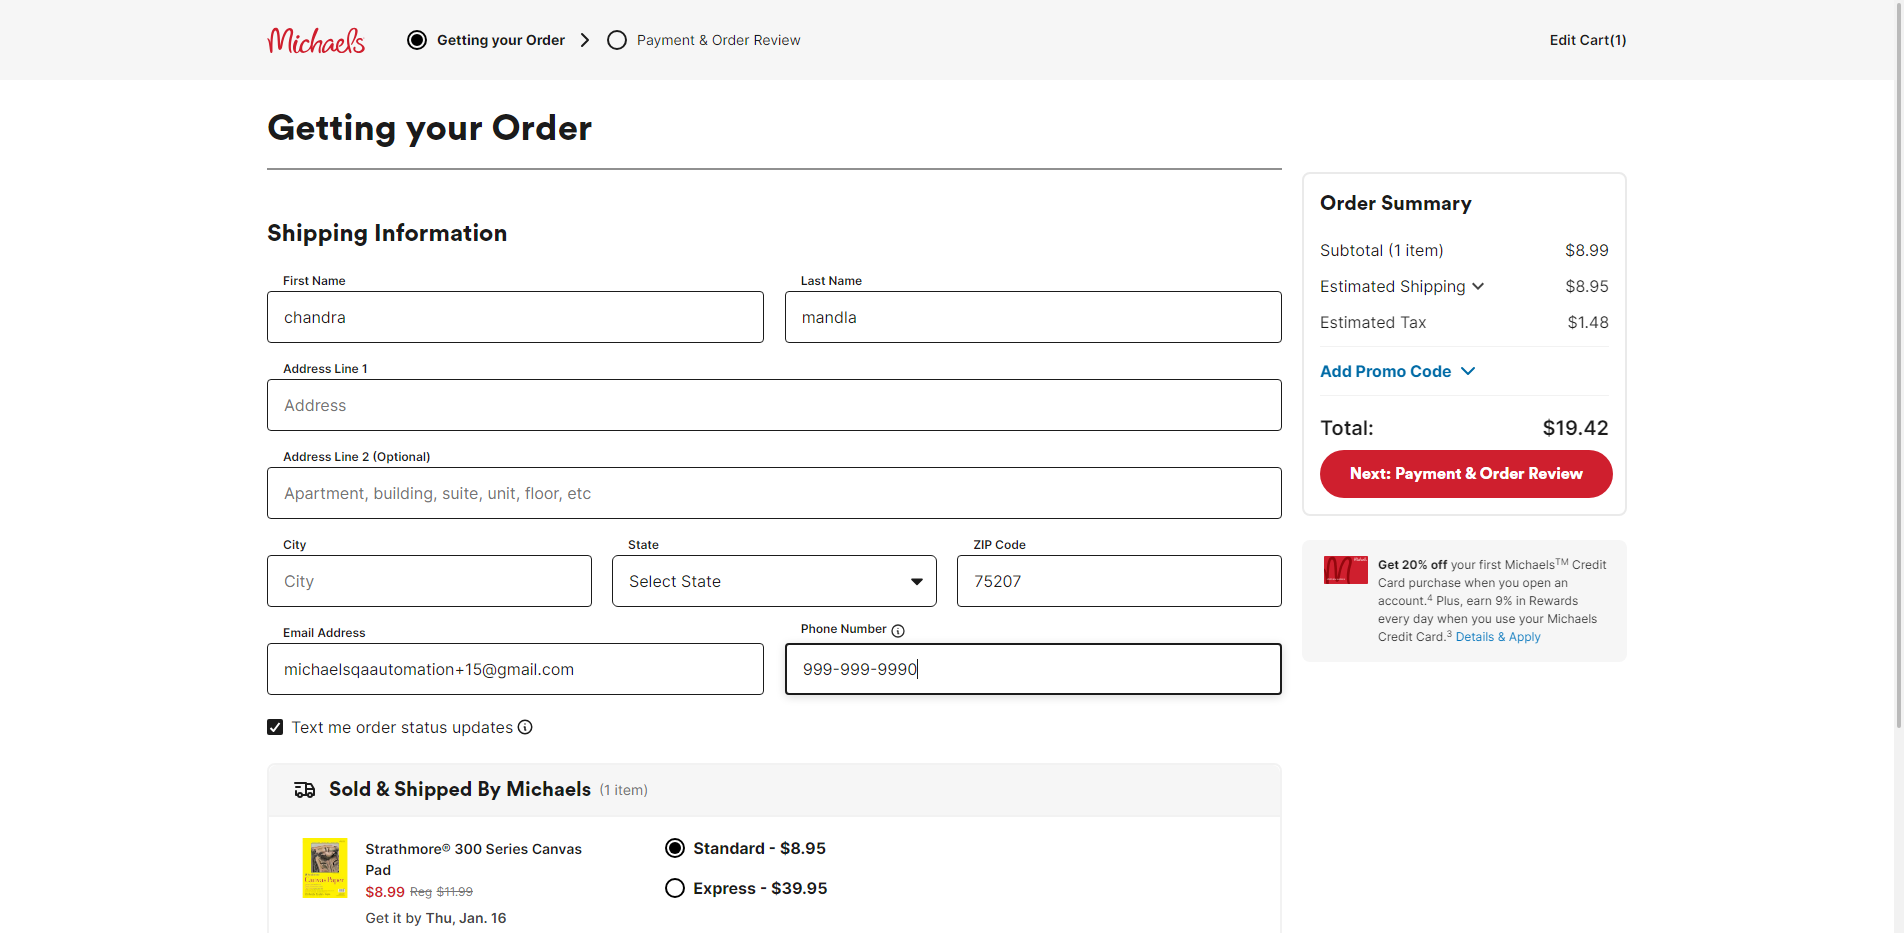 Michaels
Getting your Order
Payment & Order Review
Edit Cart(1)
Getting your Order
Shipping Information
First Name
Last Name
chandra
mandla
Address Line 1
Address
Address Line 2 (Optional)
Apartment, building, suite, unit, floor, etc
City
State
ZIP Code
City
Select State
75207
Email Address
Phone Number
michaelsqaautomation+15@gmail.com
999-999-9990
Text me order status updates
Sold & Shipped By Michaels (1 item)
Strathmore® 300 Series Canvas
Pad
$8.99 Reg $11.99
Get it by Thu, Jan. 16
Standard - $8.95
Express - $39.95
Order Summary
Subtotal (1 item) $8.99
Estimated Shipping $8.95
Estimated Tax $1.48
Add Promo Code
Total: $19.42
Next: Payment & Order Review
Get 20% off your first Michaels™ Credit
Card purchase when you open an
account.⁴ Plus, earn 9% in Rewards
every day when you use your Michaels
Credit Card.³ Details & Apply